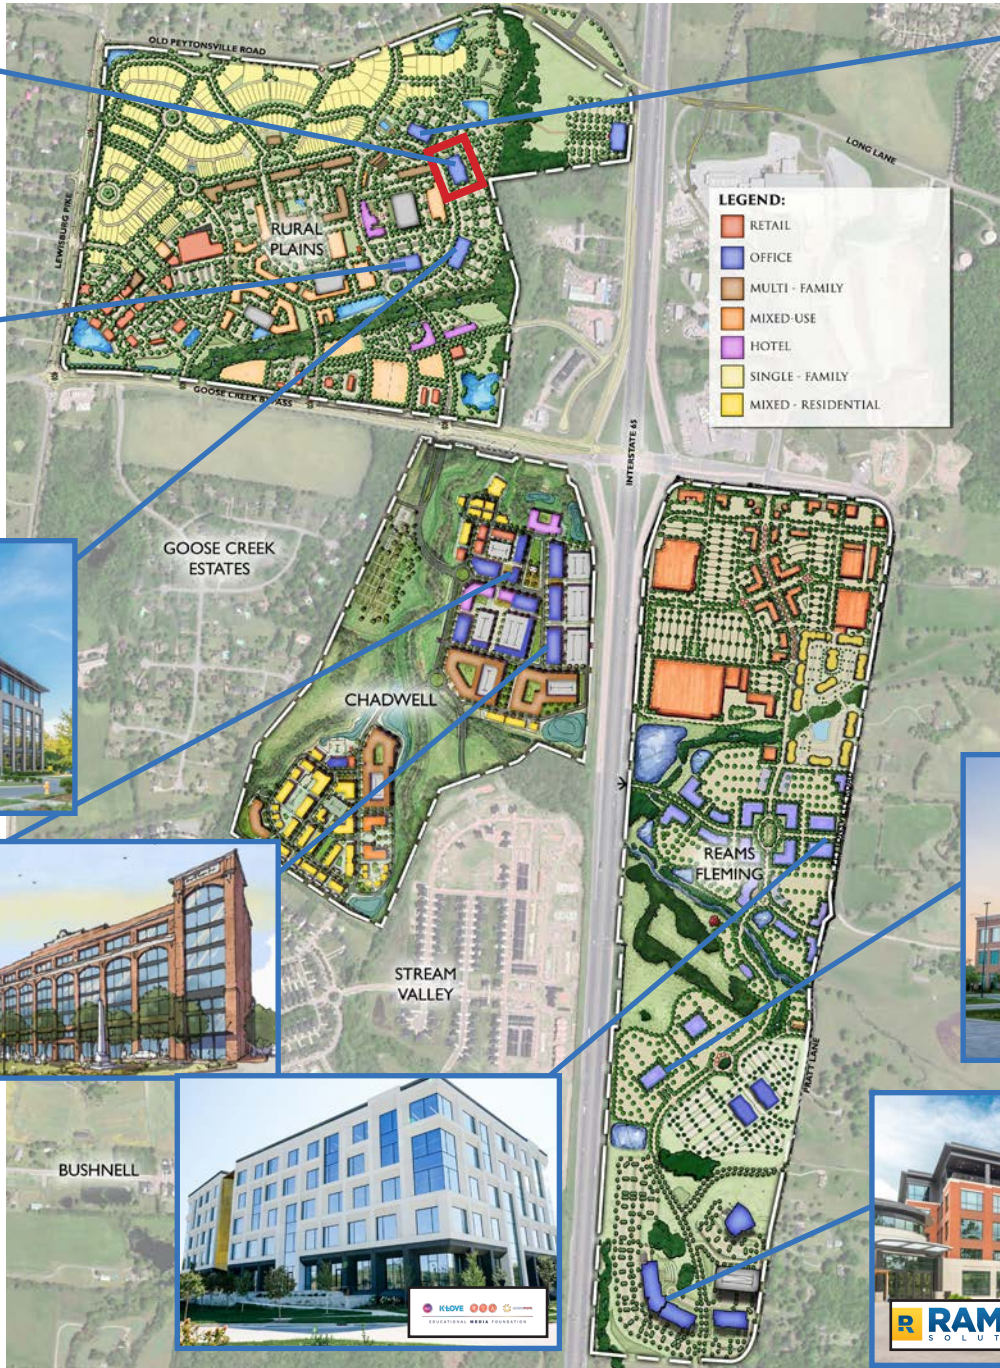 OLD PEYTONSVILLE ROAD
LONG LANE
LEWISBURG PIKE
RURAL
PLAINS
LEGEND:
RETAIL
OFFICE
MULTI - FAMILY
MIXED-USE
HOTEL
SINGLE - FAMILY
MIXED - RESIDENTIAL
GOOSE CREEK BYPASS
INTERSTATE 65
GOOSE CREEK
ESTATES
CHADWELL
REAMS
FLEMING
STREAM
VALLEY
PRATT LANE
BUSHNELL
K-LOVE
EDUCATIONAL MEDIA FOUNDATION
R RAM
SOLUT